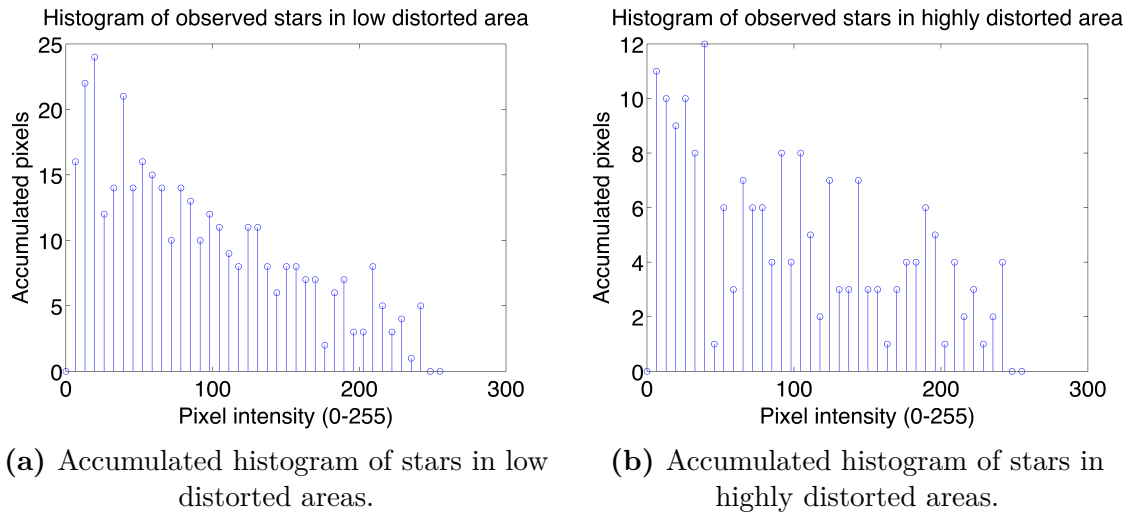 Histogram of observed stars in low distorted area
25
20
15
10
5
0
0 100 200 300
Accumulated pixels
Pixel intensity (0-255)
(a) Accumulated histogram of stars in low
distorted areas.
Histogram of observed stars in highly distorted area
12
10
8
6
4
2
0
0 100 200 300
Accumulated pixels
Pixel intensity (0-255)
(b) Accumulated histogram of stars in
highly distorted areas.